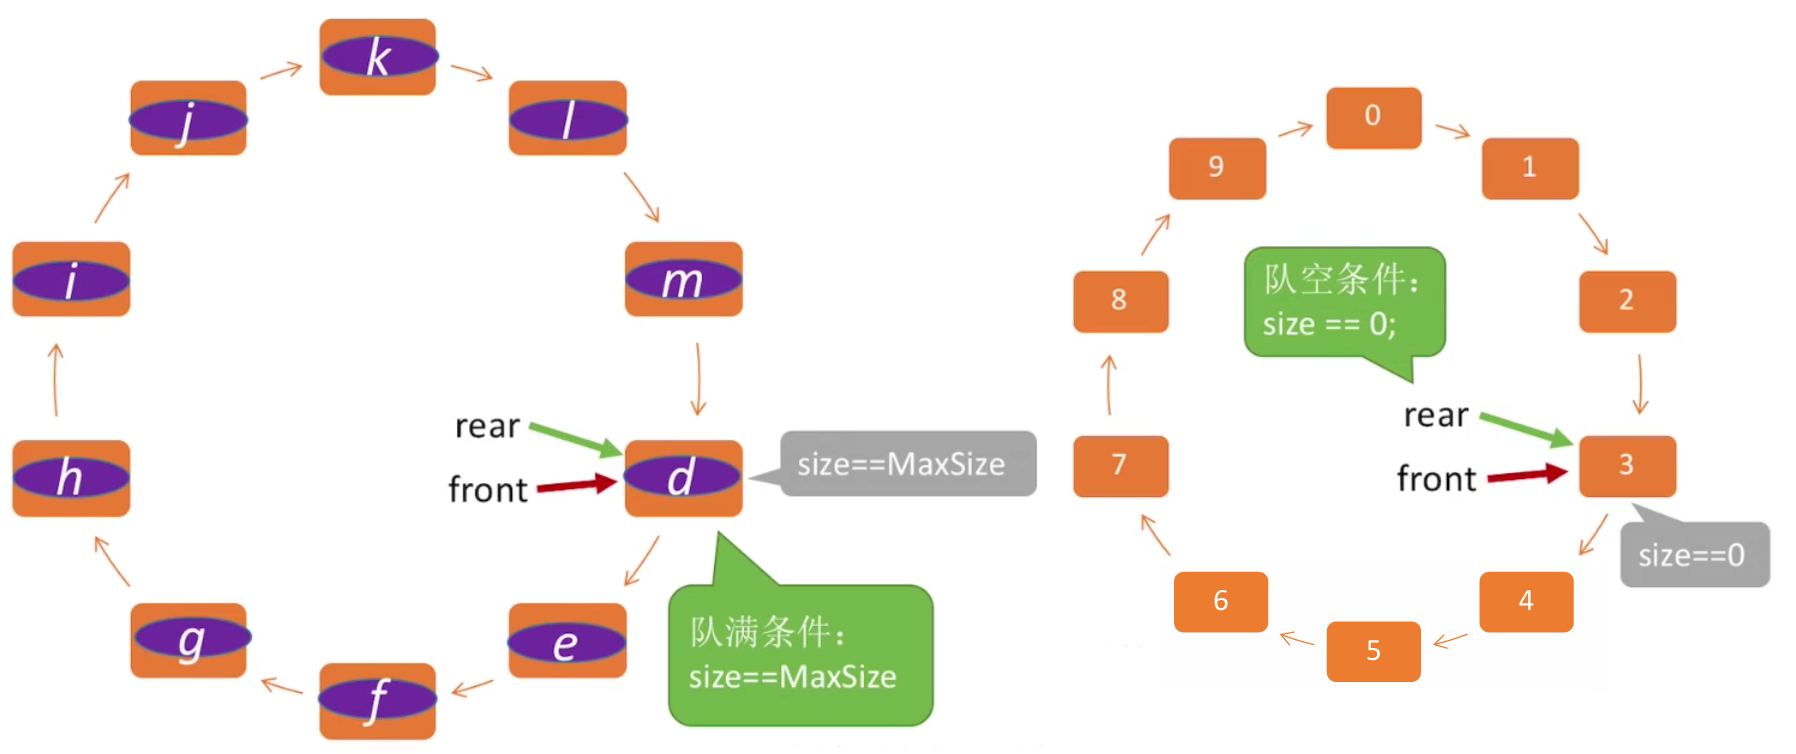 k
j
l
i
m
rear
front
h
d
size==MaxSize
g
e
f
队满条件：
size==MaxSize
0
9
1
8
2
队空条件：
size == 0;
rear
front
7
3
size==0
6
4
5